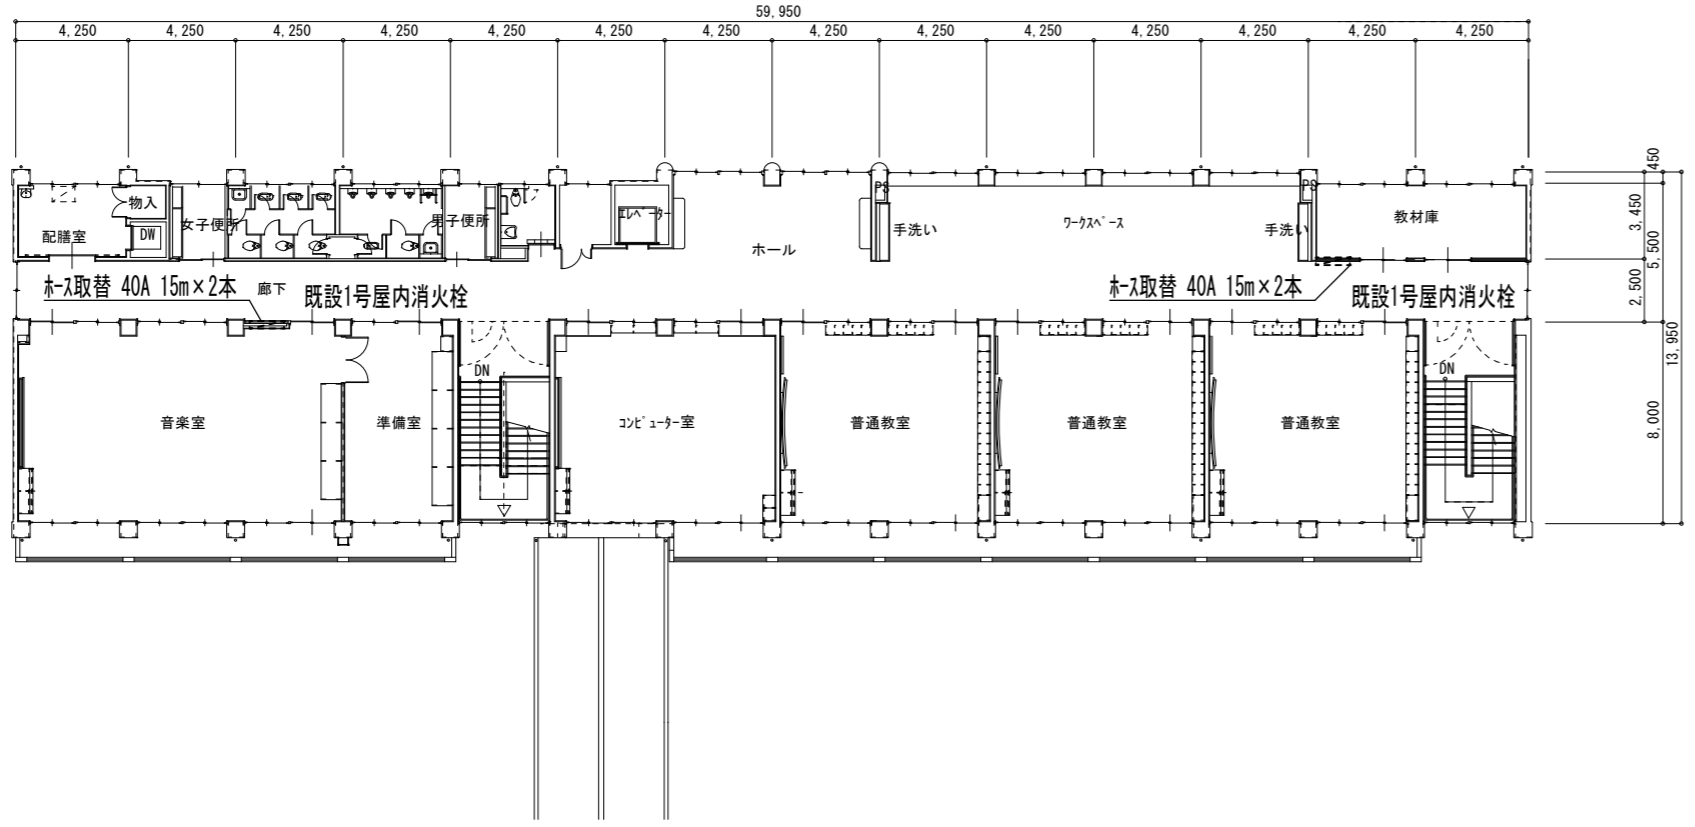 59,950
4,250 4,250 4,250 4,250 4,250 4,250 4,250 4,250 4,250 4,250 4,250 4,250 4,250 4,250
450
3,450
5,500
2,500
13,950
8,000
配膳室
物入
DW
女子便所
男子便所
エレベーター
ホール
PS
手洗い
ワークスペース
手洗い
PS
教材庫
ホース取替 40A 15m×2本
廊下
既設1号屋内消火栓
ホース取替 40A 15m×2本
既設1号屋内消火栓
音楽室
準備室
DN
コンピューター室
普通教室
普通教室
普通教室
DN